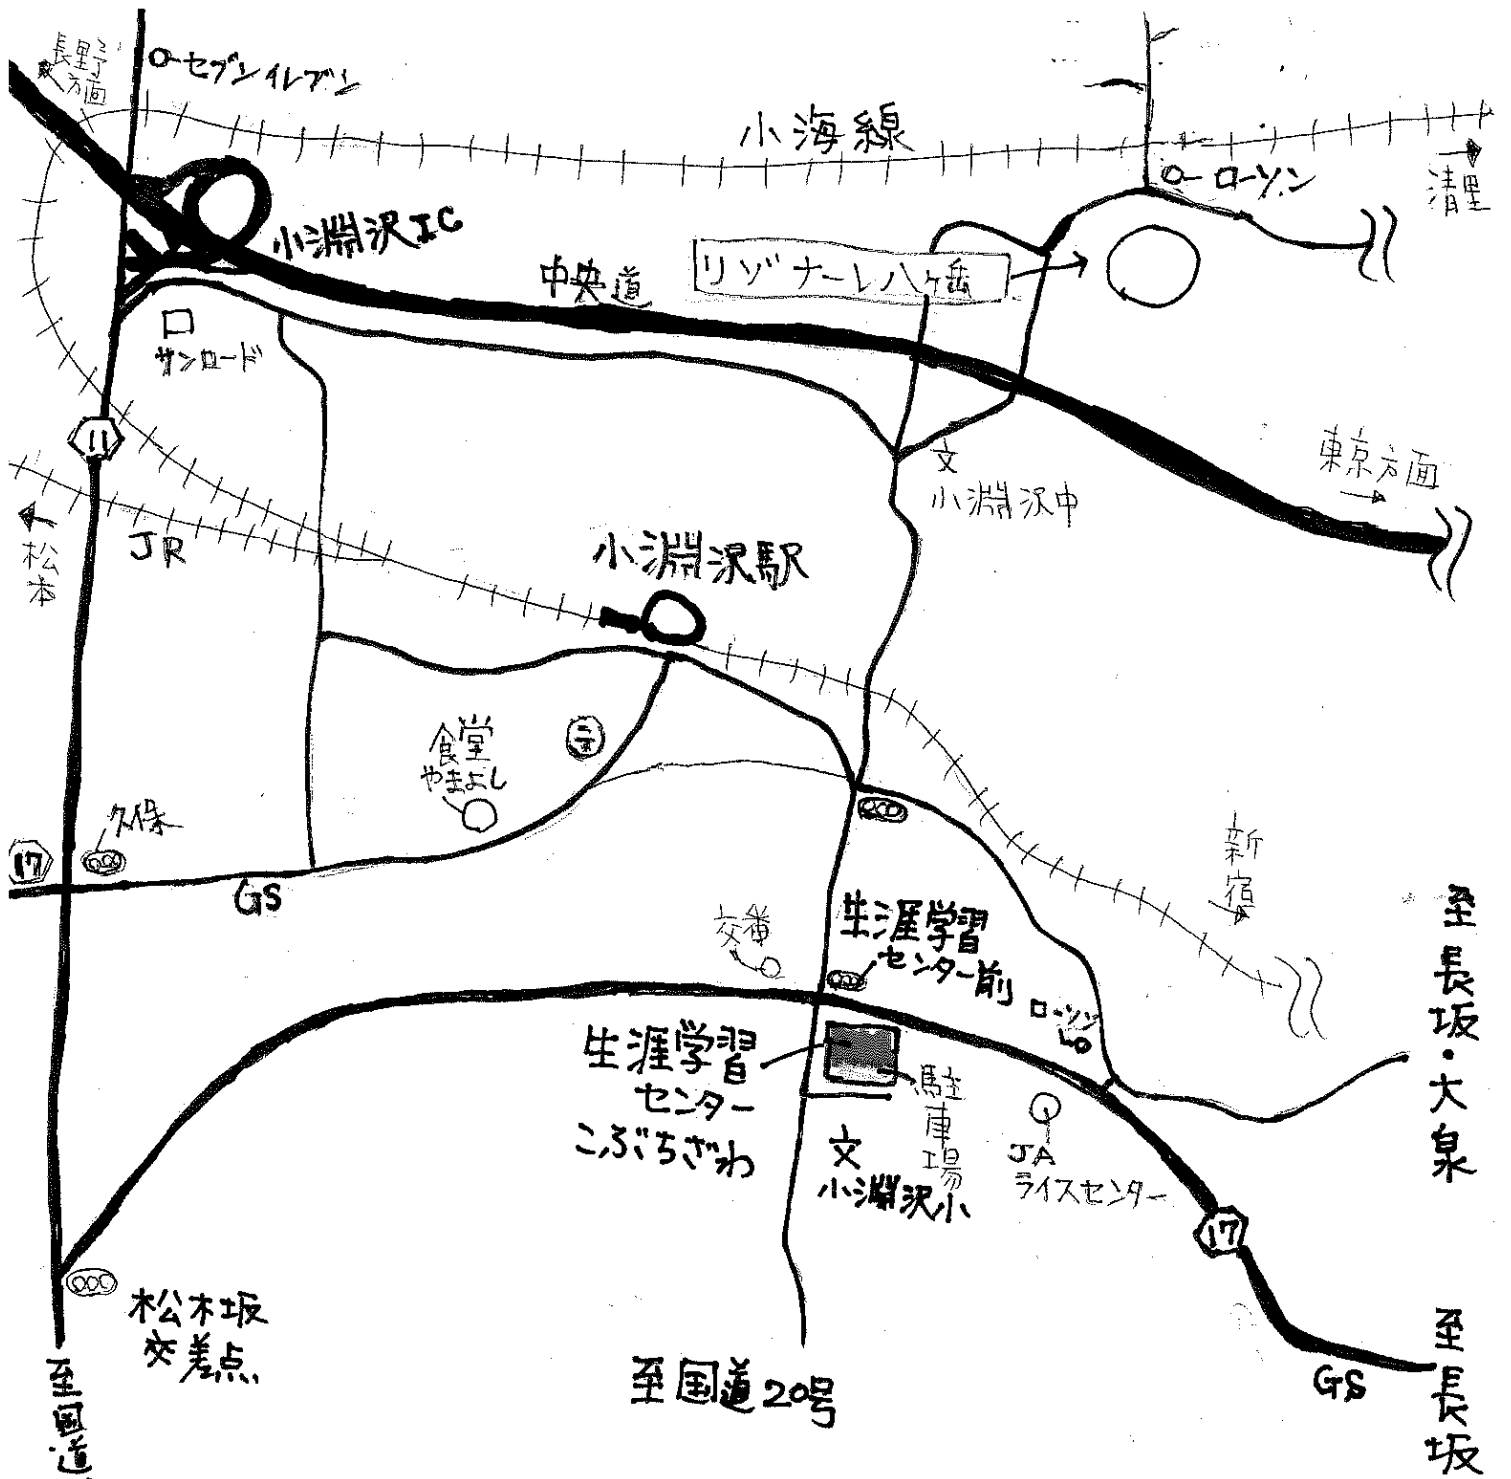 長野
方面
セブンイレブン
小海線
ローソン
清里
小淵沢IC
中央道
リゾナーレ八ヶ岳
サンロード
11
東京方面
文
小淵沢中
松本
JR
小淵沢駅
食堂
やまよし
〒
久保
17
GS
新宿
交番
生涯学習
センター前
ローソン
至長坂・大泉
生涯学習
センター
こぶちざわ
駐車場
文
小淵沢小
JA
ライスセンター
17
松木坂
交差点
至国道
至国道20号
GS
至長坂